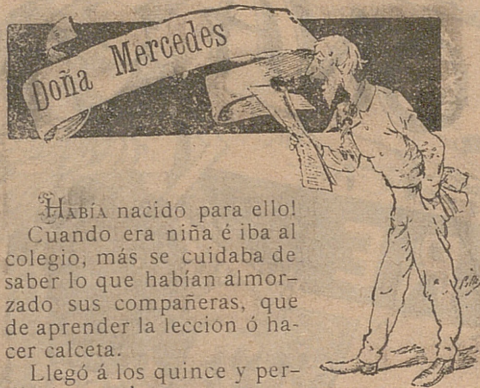 Doña Mercedes
HABÍA nacido para ello!
Cuando era niña é iba al
colegio, más se cuidaba de
saber lo que habían almor-
zado sus compañeras, que
de aprender la lección ó ha-
cer calceta.
Llegó á los quince y per-